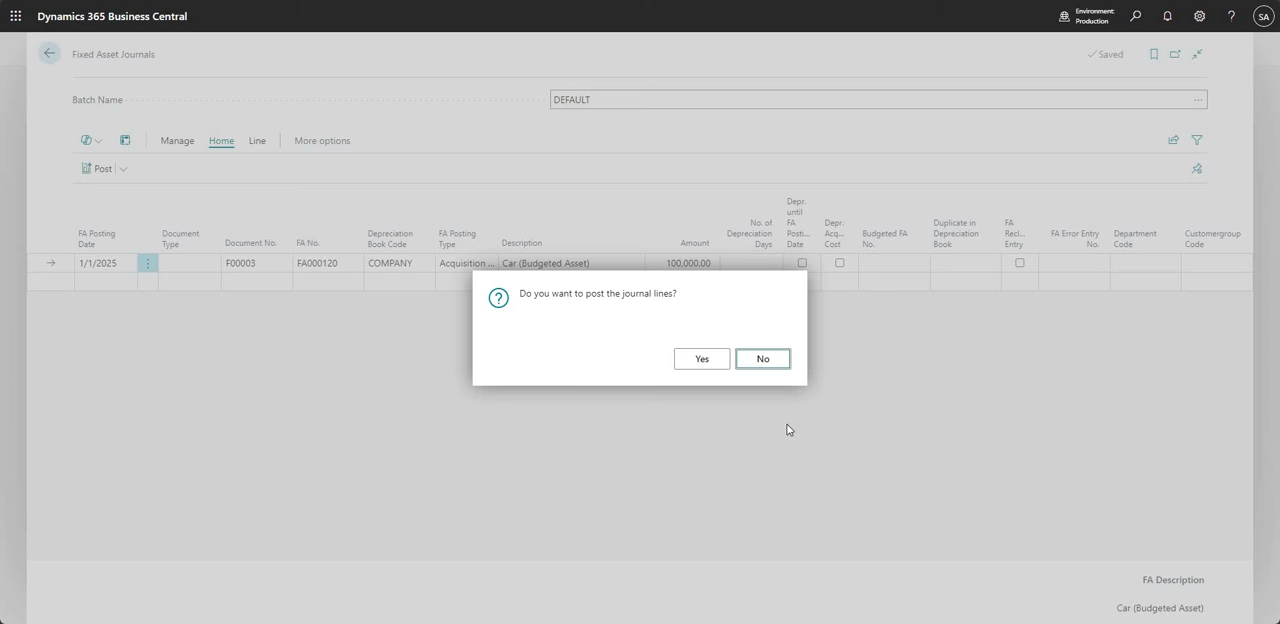 Dynamics 365 Business Central
Environment:
Production
?
SA
Fixed Asset Journals
Saved
Batch Name
DEFAULT
...
Manage
Home
Line
More options
Post
FA Posting
Date
Document
Type
Document No.
FA No.
Depreciation
Book Code
FA Posting
Type
Description
Amount
No. of
Depreciation
Days
Depr.
until
FA
Posti...
Date
Depr.
Acq...
Cost
Budgeted FA
No.
Duplicate in
Depreciation
Book
FA
Recl...
Entry
FA Error Entry
No.
Department
Code
Customergroup
Code
1/1/2025
F00003
FA000120
COMPANY
Acquisition ...
Car (Budgeted Asset)
100,000.00
?
Do you want to post the journal lines?
Yes
No
FA Description
Car (Budgeted Asset)